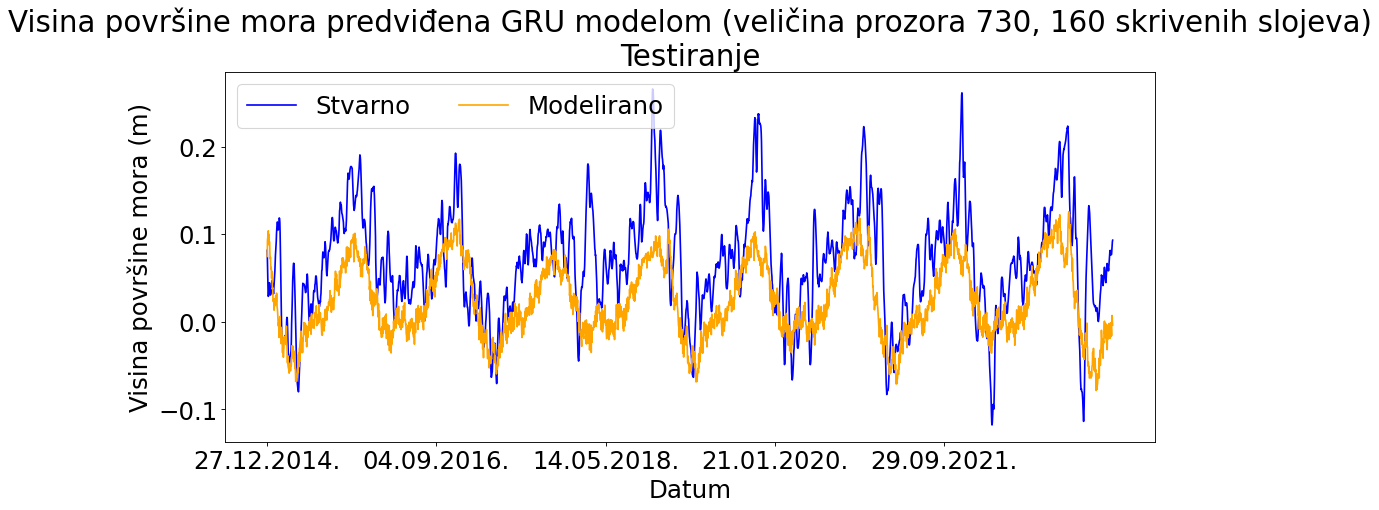 Visina površine mora predviđena GRU modelom (veličina prozora 730, 160 skrivenih slojeva)
Testiranje
Stvarno
Modelirano
Visina površine mora (m)
0.2
0.1
0.0
−0.1
27.12.2014.
04.09.2016.
14.05.2018.
21.01.2020.
29.09.2021.
Datum